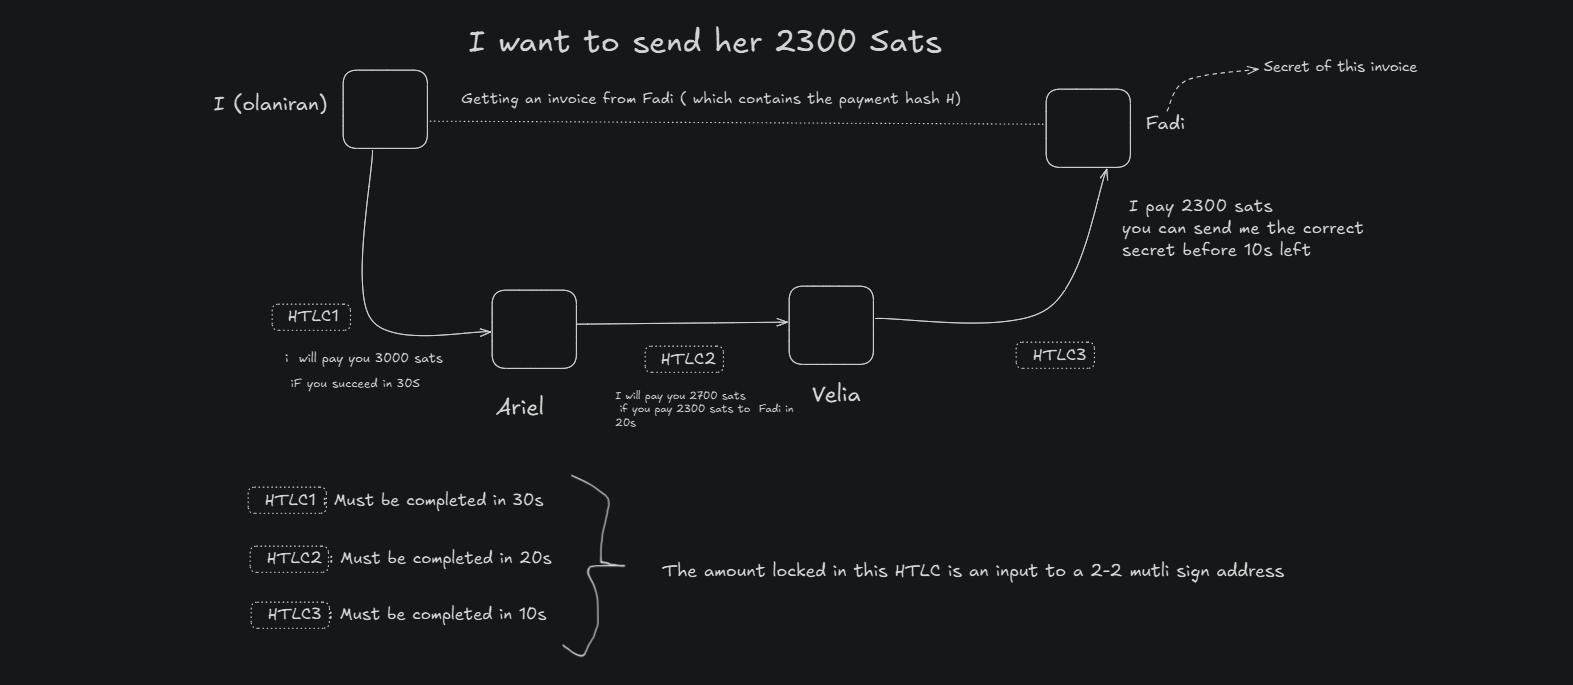 I want to send her 2300 Sats
Secret of this invoice
I (olaniran)
Getting an invoice from Fadi ( which contains the payment hash H)
Fadi
I pay 2300 sats
you can send me the correct
secret before 10s left
HTLC1
i will pay you 3000 sats
iF you succeed in 30S
HTLC2
I will pay you 2700 sats
if you pay 2300 sats to Fadi in
20s
HTLC3
Ariel
Velia
HTLC1 : Must be completed in 30s
HTLC2 : Must be completed in 20s
HTLC3 : Must be completed in 10s
The amount locked in this HTLC is an input to a 2-2 mutli sign address